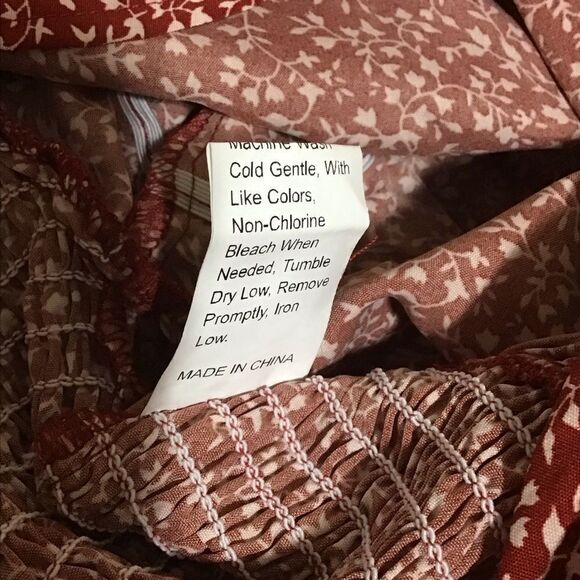 Machine Wash
Cold Gentle, With
Like Colors,
Non-Chlorine
Bleach When
Needed, Tumble
Dry Low, Remove
Promptly, Iron
Low.
MADE IN CHINA